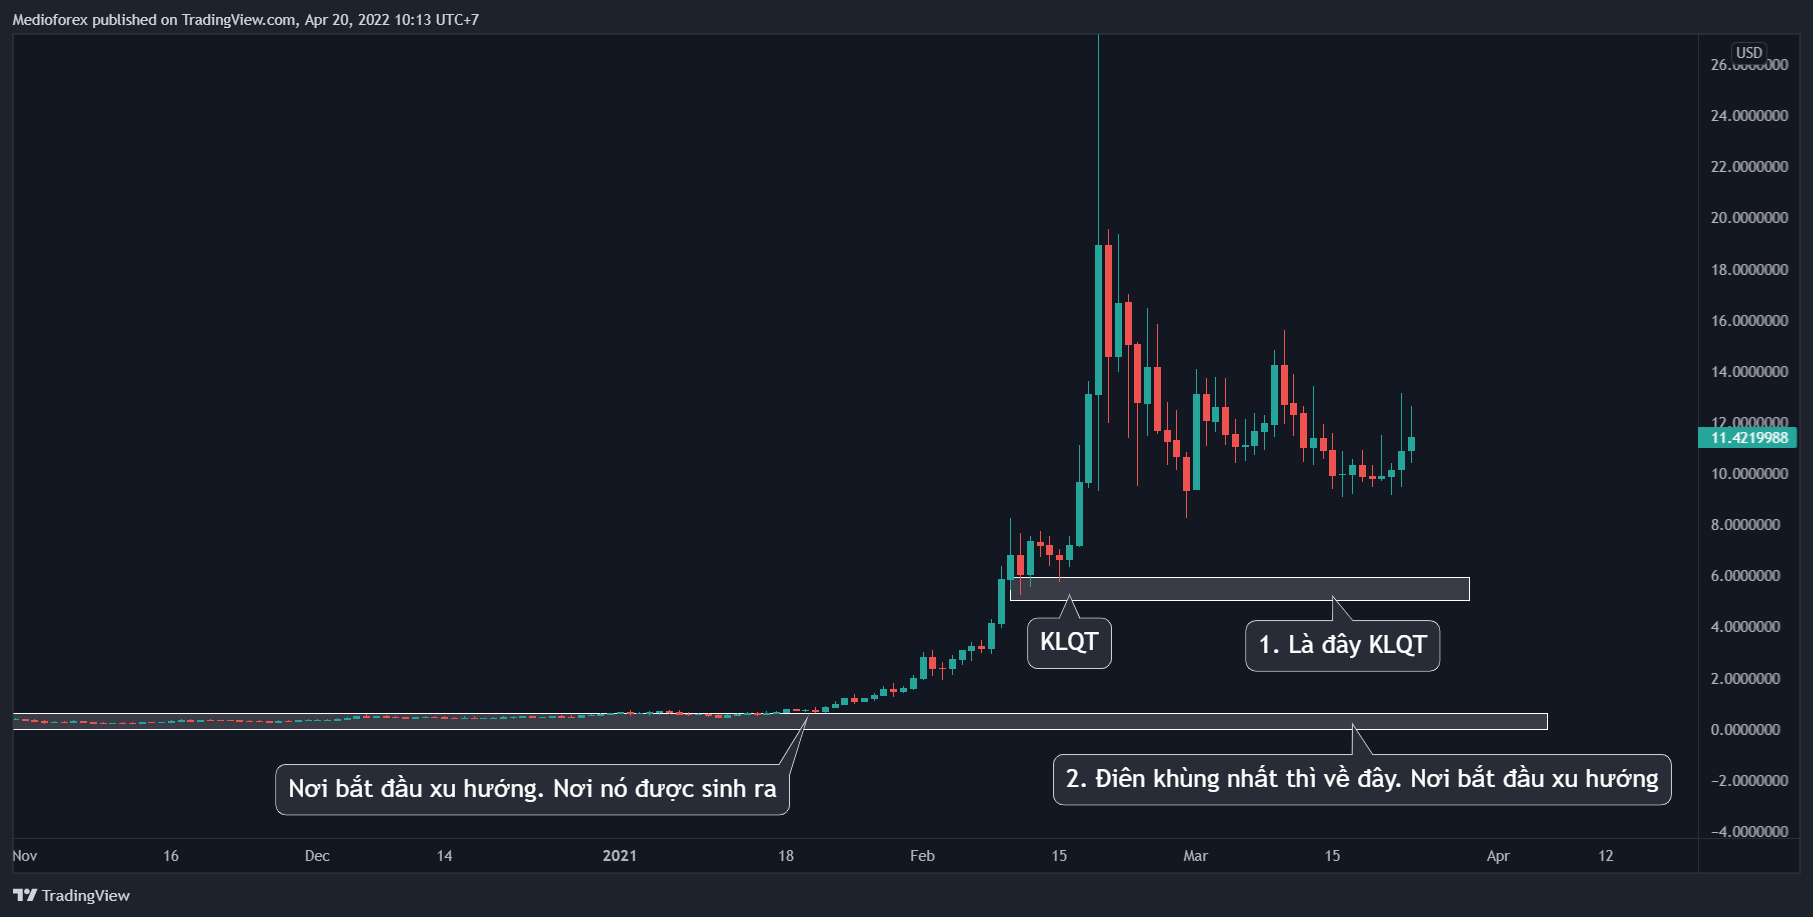 Medioforex published on TradingView.com, Apr 20, 2022 10:13 UTC+7
USD
24.0000000
22.0000000
20.0000000
18.0000000
16.0000000
14.0000000
12.0000000
11.4219988
10.0000000
8.0000000
6.0000000
4.0000000
2.0000000
0.0000000
−2.0000000
−4.0000000
KLQT
1. Là đây KLQT
Nơi bắt đầu xu hướng. Nơi nó được sinh ra
2. Điên khùng nhất thì về đây. Nơi bắt đầu xu hướng
Nov 16 Dec 14 2021 18 Feb 15 Mar 15 Apr 12
TradingView